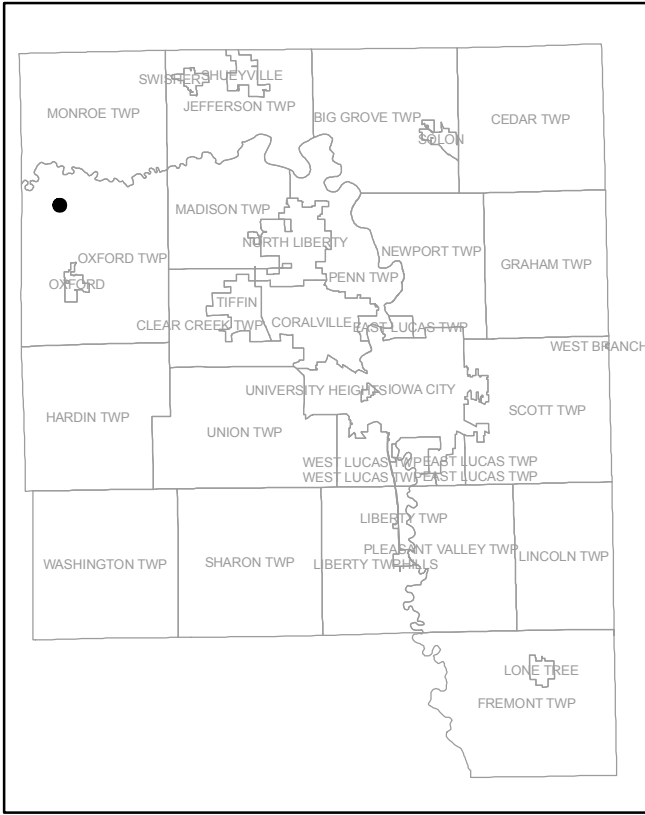 SHUEYVILLE
SWISHER
MONROE TWP
JEFFERSON TWP
BIG GROVE TWP
CEDAR TWP
SOLON
MADISON TWP
NORTH LIBERTY
NEWPORT TWP
OXFORD TWP
GRAHAM TWP
PENN TWP
OXFORD
TIFFIN
CLEAR CREEK TWP
CORALVILLE
EAST LUCAS TWP
WEST BRANCH
UNIVERSITY HEIGHTS
IOWA CITY
HARDIN TWP
SCOTT TWP
UNION TWP
WEST LUCAS TWP
EAST LUCAS TWP
WEST LUCAS TWP
EAST LUCAS TWP
LIBERTY TWP
PLEASANT VALLEY TWP
WASHINGTON TWP
SHARON TWP
LIBERTY TWP
HILLS
LINCOLN TWP
LONE TREE
FREMONT TWP